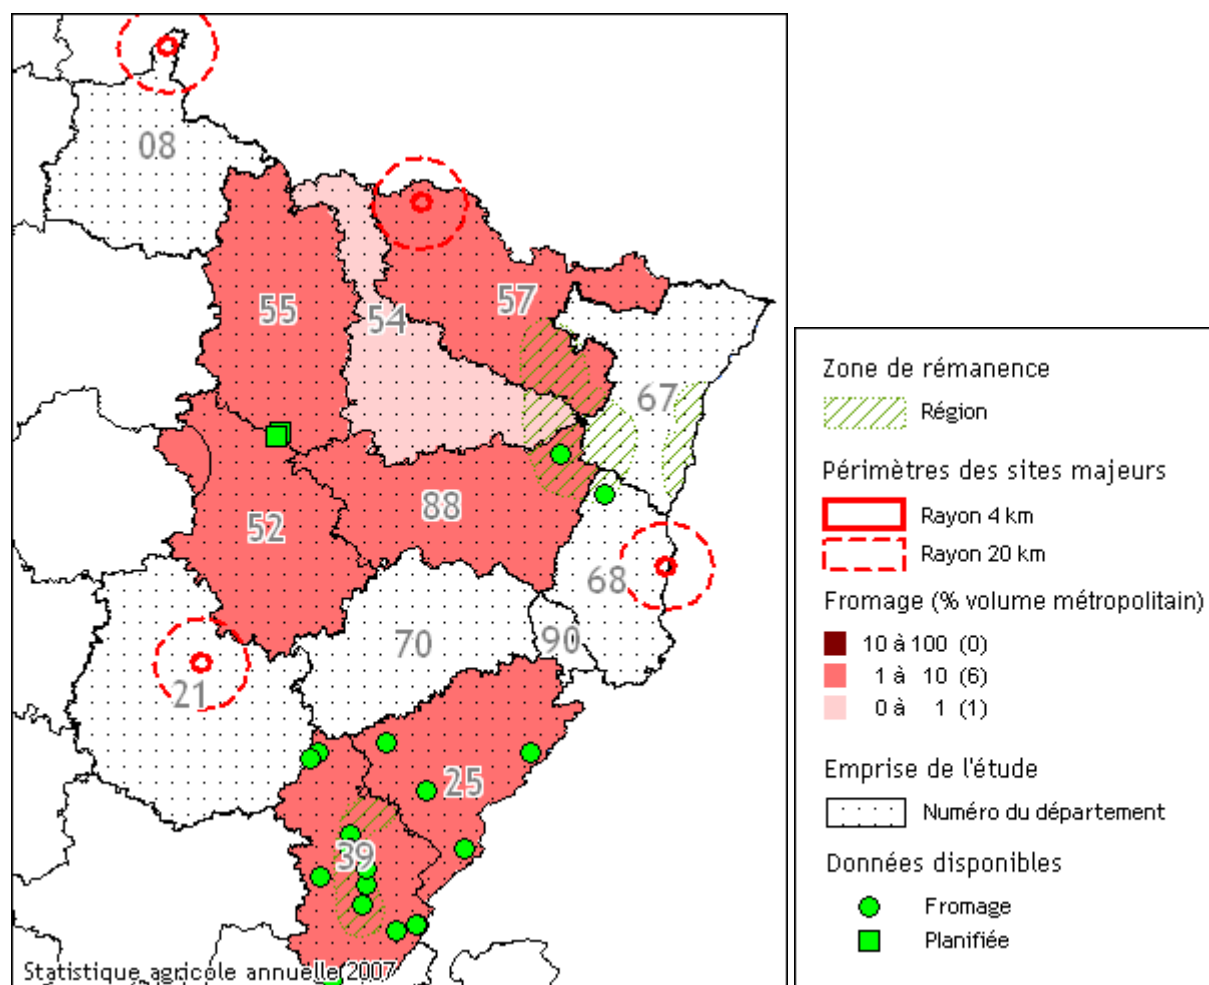 08
55
57
54
67
88
52
68
70
90
21
25
39
Statistique agricole annuelle 2007
Zone de rémanence
Région
Périmètres des sites majeurs
Rayon 4 km
Rayon 20 km
Fromage (% volume métropolitain)
10 à 100 (0)
1 à 10 (6)
0 à 1 (1)
Emprise de l'étude
Numéro du département
Données disponibles
Fromage
Planifiée